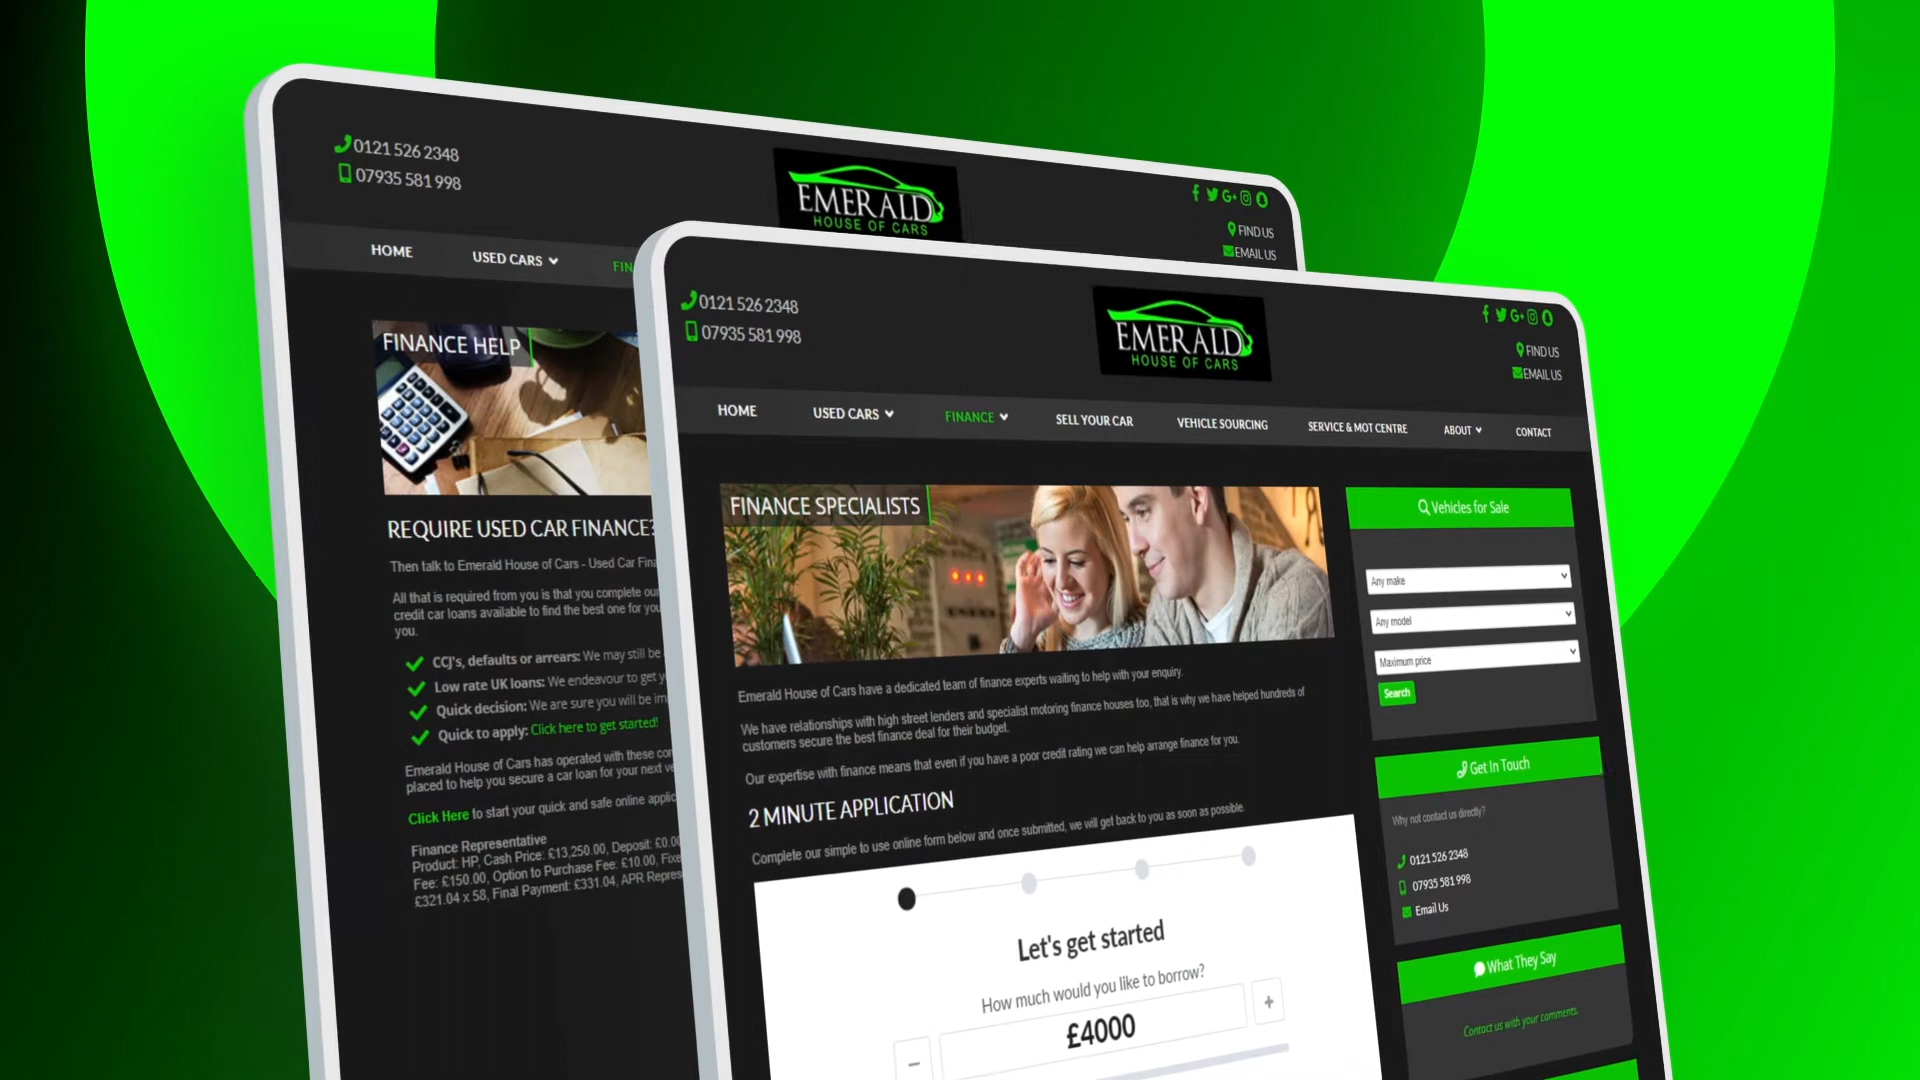 0121 526 2348
07935 581 998
EMERALD
HOUSE OF CARS
FIND US
EMAIL US
HOME
USED CARS
FIN
FINANCE HELP
REQUIRE USED CAR FINANCE?
Then talk to Emerald House of Cars - Used Car Fina
All that is required from you is that you complete our
credit car loans available to find the best one for you
you.
CCJ's, defaults or arrears: We may still be
Low rate UK loans: We endeavour to get y
Quick decision: We are sure you will be im
Quick to apply: Click here to get started!
Emerald House of Cars has operated with these con
placed to help you secure a car loan for your next ve
Click Here to start your quick and safe online applic
Finance Representative
Product: HP, Cash Price: £13,250.00, Deposit: £0.00
Fee: £150.00, Option to Purchase Fee: £10.00, Fixe
£321.04 x 58, Final Payment: £331.04, APR Repres
0121 526 2348
07935 581 998
EMERALD
HOUSE OF CARS
G+
FIND US
EMAIL US
HOME
USED CARS
FINANCE
SELL YOUR CAR
VEHICLE SOURCING
SERVICE & MOT CENTRE
ABOUT
CONTACT
FINANCE SPECIALISTS
Emerald House of Cars have a dedicated team of finance experts waiting to help with your enquiry.
We have relationships with high street lenders and specialist motoring finance houses too, that is why we have helped hundreds of
customers secure the best finance deal for their budget.
Our expertise with finance means that even if you have a poor credit rating we can help arrange finance for you.
2 MINUTE APPLICATION
Complete our simple to use online form below and once submitted, we will get back to you as soon as possible.
Let's get started
How much would you like to borrow?
− £4000 +
Vehicles for Sale
Any make
Any model
Maximum price
Search
Get In Touch
Why not contact us directly?
0121 526 2348
07935 581 998
Email Us
What They Say
Contact us with your comments.